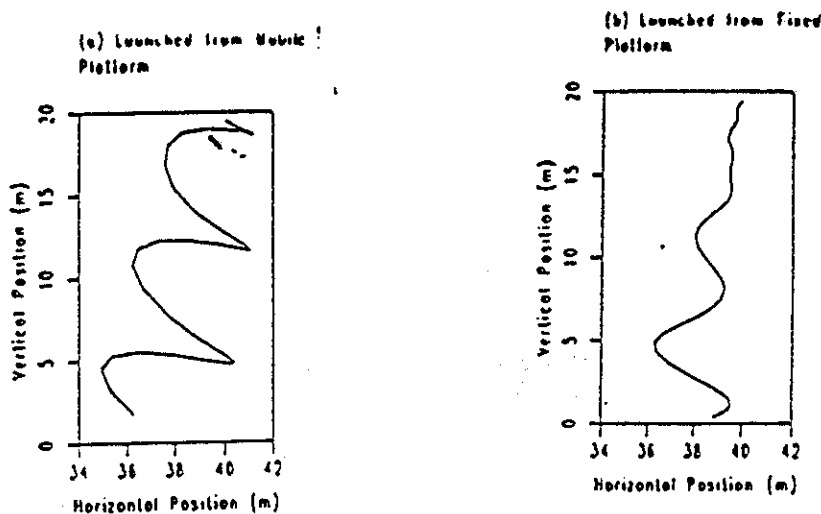 (a) Launched from Mobile
Platform
20
15
10
5
0
Vertical Position (m)
34 36 38 40 42
Horizontal Position (m)
(b) Launched from Fixed
Platform
20
15
10
5
0
Vertical Position (m)
34 36 38 40 42
Horizontal Position (m)